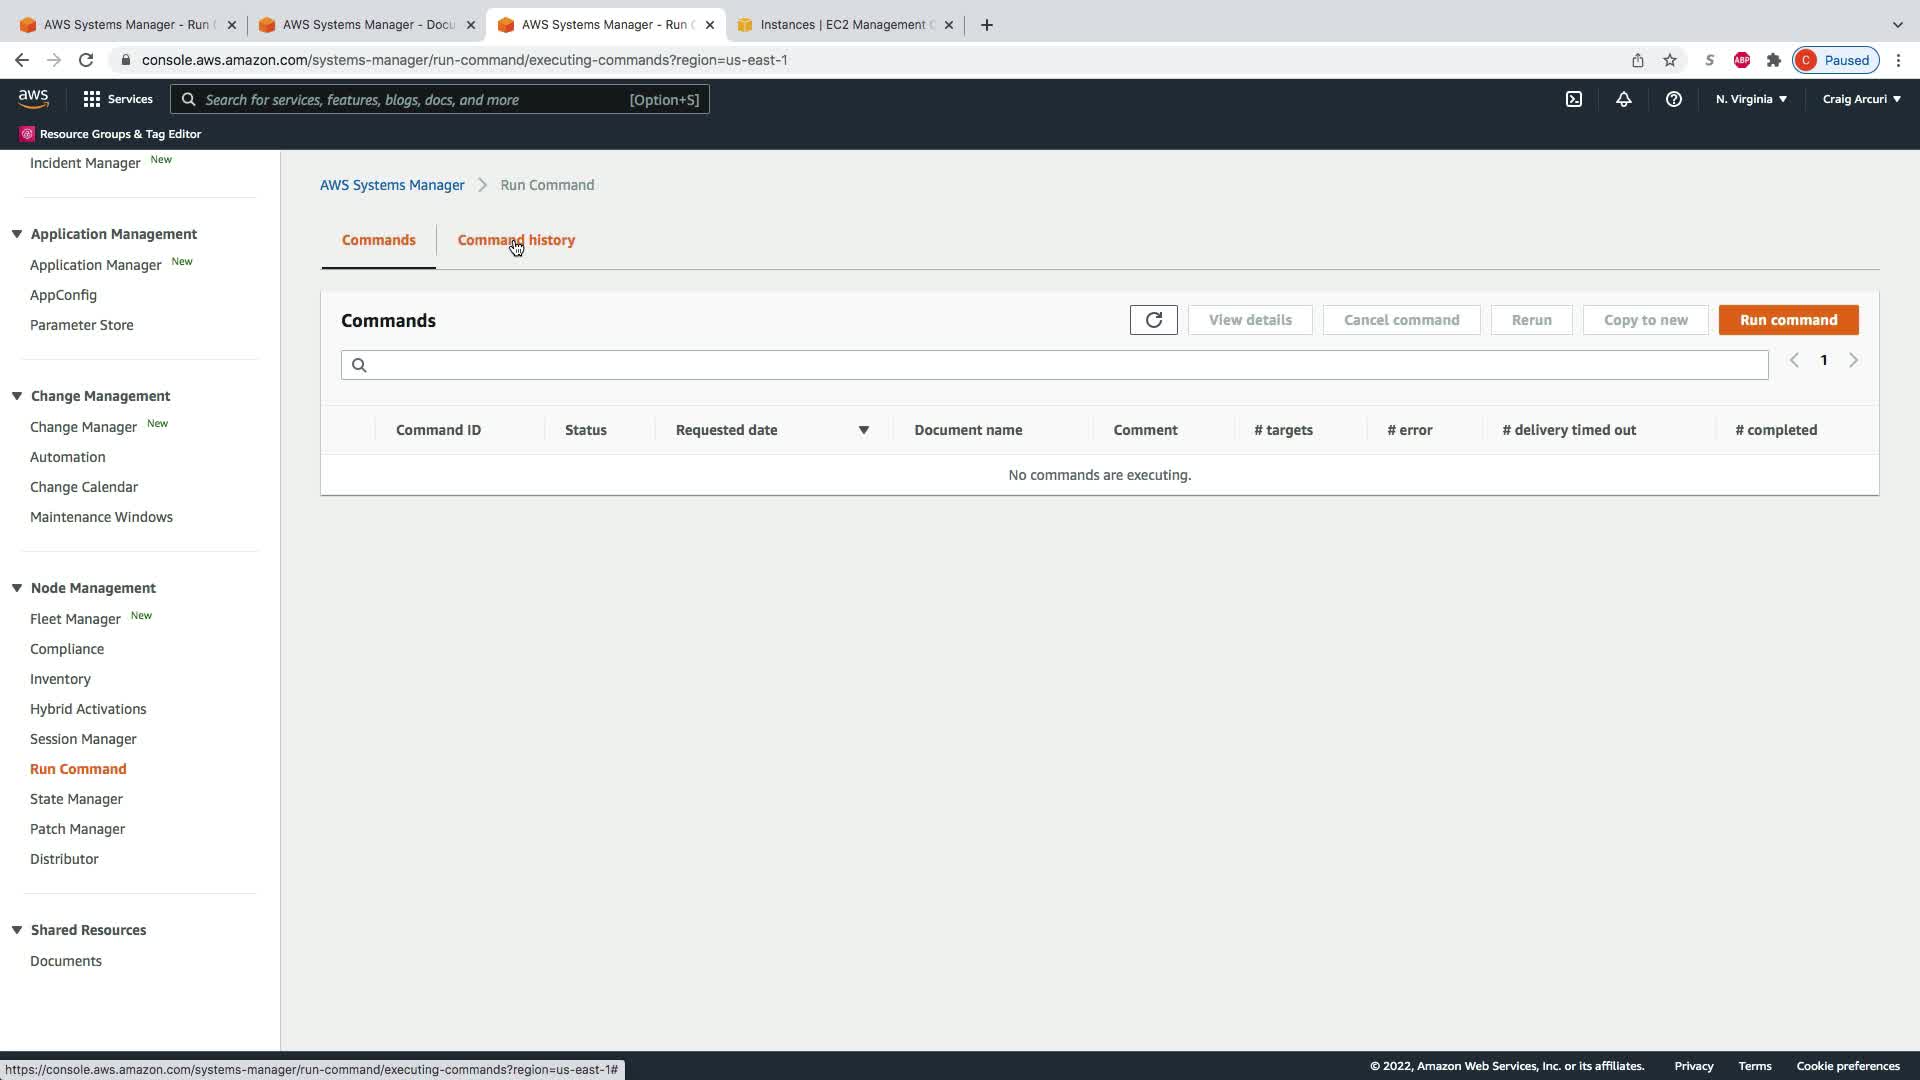 AWS Systems Manager - Run C
AWS Systems Manager - Docu
AWS Systems Manager - Run C
Instances | EC2 Management C
console.aws.amazon.com/systems-manager/run-command/executing-commands?region=us-east-1
S
ABP
C
Paused
aws
Services
Search for services, features, blogs, docs, and more
[Option+S]
N. Virginia
Craig Arcuri
Resource Groups & Tag Editor
Incident Manager New
Application Management
Application Manager New
AppConfig
Parameter Store
Change Management
Change Manager New
Automation
Change Calendar
Maintenance Windows
Node Management
Fleet Manager New
Compliance
Inventory
Hybrid Activations
Session Manager
Run Command
State Manager
Patch Manager
Distributor
Shared Resources
Documents
AWS Systems Manager
Run Command
Commands
Command history
Commands
View details
Cancel command
Rerun
Copy to new
Run command
1
Command ID
Status
Requested date
Document name
Comment
# targets
# error
# delivery timed out
# completed
No commands are executing.
https://console.aws.amazon.com/systems-manager/run-command/executing-commands?region=us-east-1#
© 2022, Amazon Web Services, Inc. or its affiliates.
Privacy
Terms
Cookie preferences